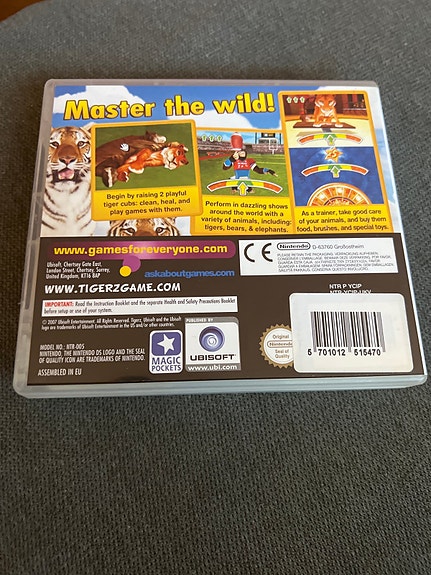 Master the wild!
Begin by raising 2 playful
tiger cubs: clean, heal, and
play games with them.
Perform in dazzling shows
around the world with a
variety of animals, including:
tigers, bears, & elephants.
As a trainer, take good care
of your animals, and buy them
food, brushes, and special toys.
www.gamesforeveryone.com
Ubisoft, Chertsey Gate East,
London Street, Chertsey, Surrey,
United Kingdom, KT16 8AP
askaboutgames.com
WWW.TIGERZGAME.COM
CE
Nintendo
D-63760 Großostheim
PLEASE RETAIN THIS PACKAGING.
IMPORTANT: Read the Instruction Booklet and the separate Health and Safety Precautions Booklet
before setup or use of your system.
© 2007 Ubisoft Entertainment. All Rights Reserved. Tigerz, Ubisoft and the Ubisoft
logo are trademarks of Ubisoft Entertainment in the US and/or other countries.
MODEL NO.: NTR-005
NINTENDO, THE NINTENDO DS LOGO AND THE SEAL
OF QUALITY ICON ARE TRADEMARKS OF NINTENDO.
ASSEMBLED IN EU
MAGIC
POCKETS
PUBLISHED BY
UBISOFT
www.ubi.com
Original
Nintendo
Seal of
Quality
NTR P YCIP
NTR-YCIP-UKV
5 701012 515470